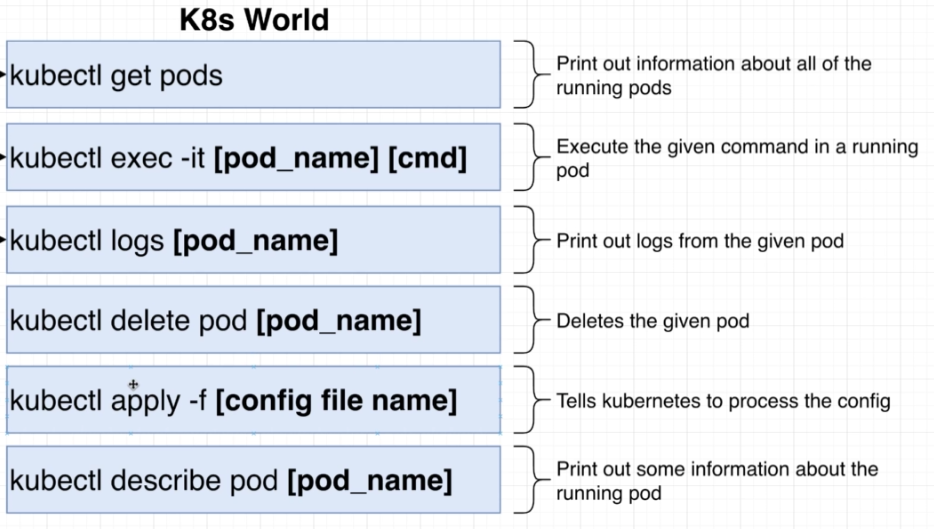 K8s World
kubectl get pods
Print out information about all of the
running pods
kubectl exec -it [pod_name] [cmd]
Execute the given command in a running
pod
kubectl logs [pod_name]
Print out logs from the given pod
kubectl delete pod [pod_name]
Deletes the given pod
kubectl apply -f [config file name]
Tells kubernetes to process the config
kubectl describe pod [pod_name]
Print out some information about the
running pod